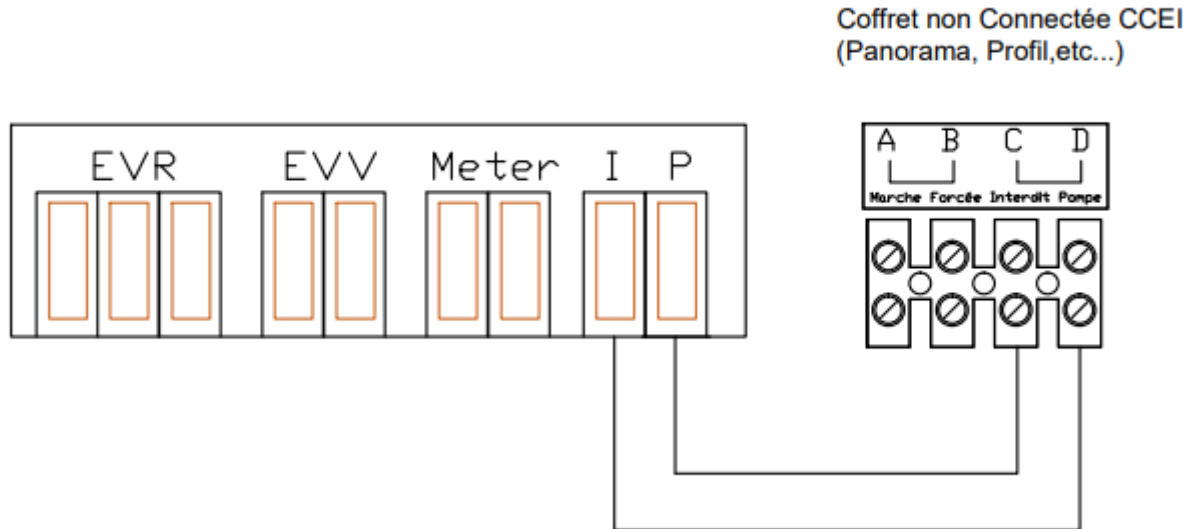 Coffret non Connectée CCEI
(Panorama, Profil,etc...)
EVR EVV Meter I P
A B C D
Marche Forcée Interdit Pompe